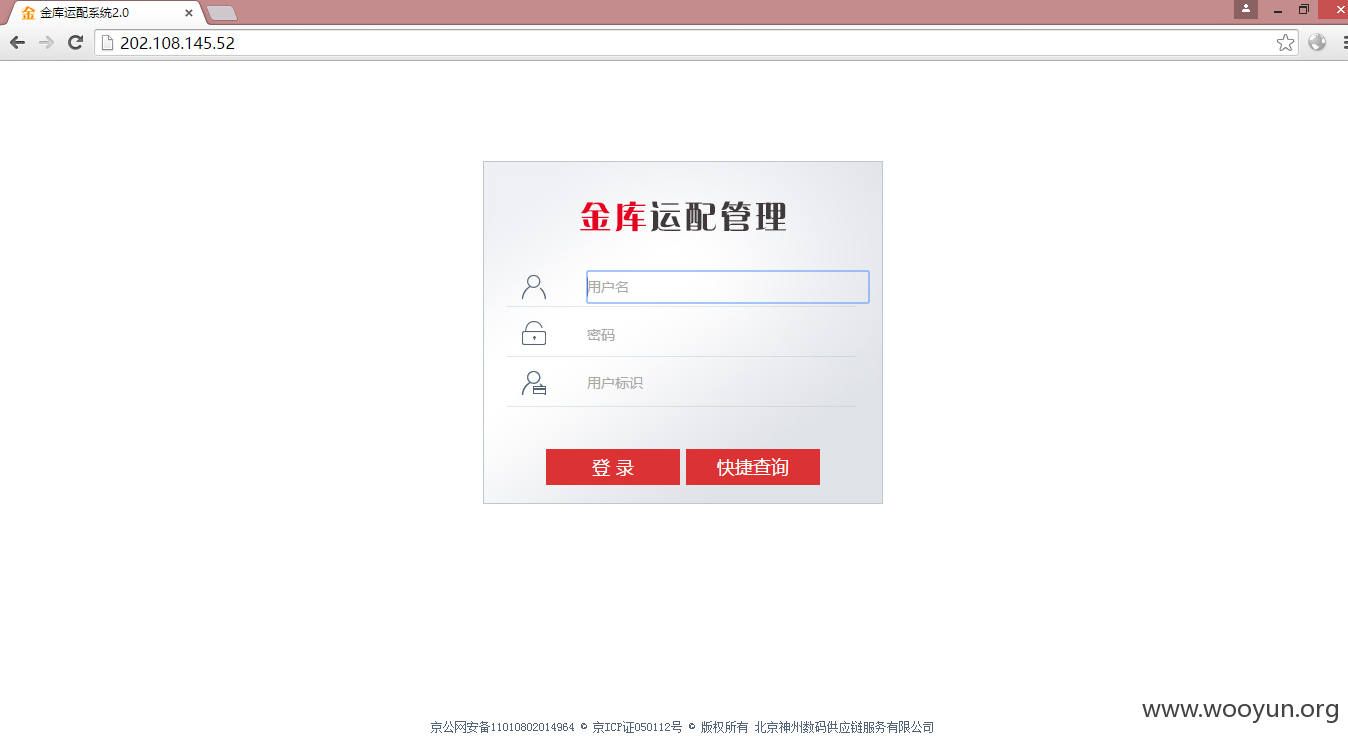 金库运配系统2.0
202.108.145.52
金库运配管理
用户名
密码
用户标识
登 录 快捷查询
www.wooyun.org
京公网安备11010802014964 © 京ICP证050112号 © 版权所有 北京神州数码供应链服务有限公司